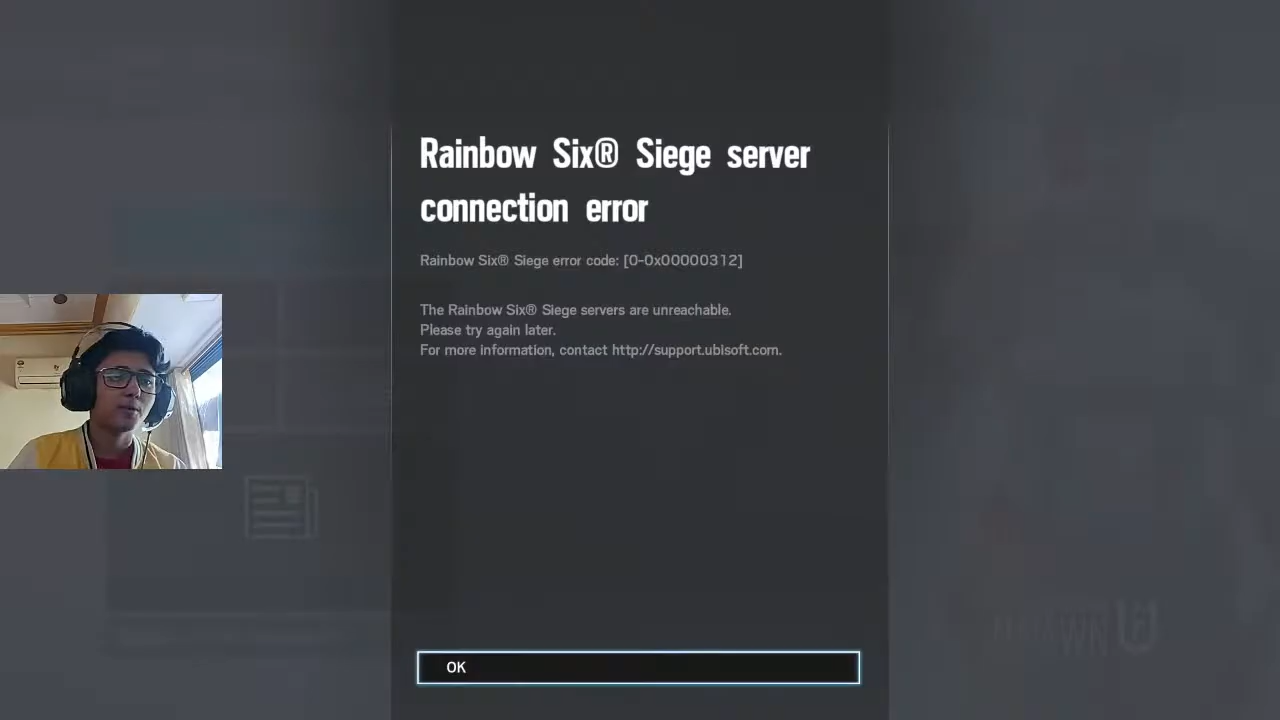 Rainbow Six® Siege server
connection error
Rainbow Six® Siege error code: [0-0x00000312]
The Rainbow Six® Siege servers are unreachable.
Please try again later.
For more information, contact http://support.ubisoft.com.
OK